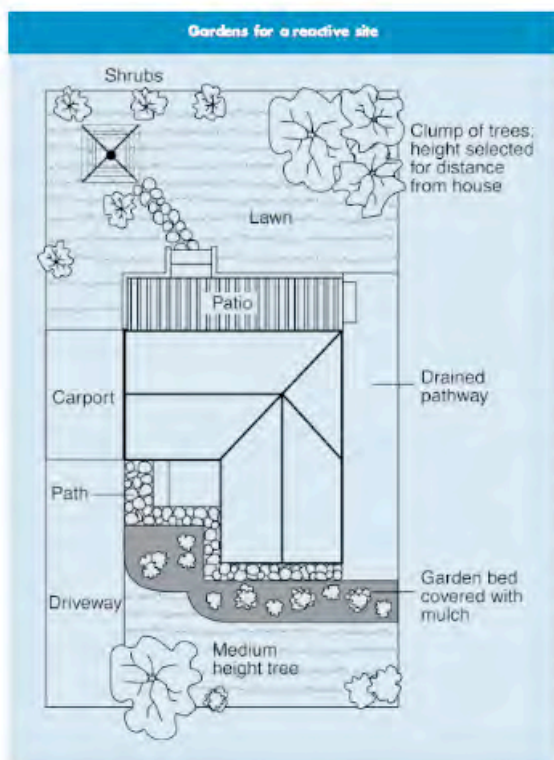 Gardens for a reactive site
Shrubs
Clump of trees;
height selected
for distance
from house
Lawn
Patio
Carport
Drained
pathway
Path
Driveway
Garden bed
covered with
mulch
Medium
height tree